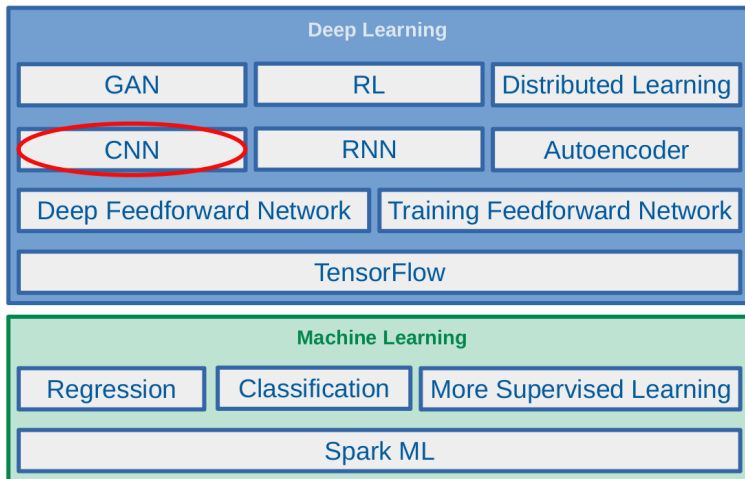 Deep Learning
GAN
RL
Distributed Learning
CNN
RNN
Autoencoder
Deep Feedforward Network
Training Feedforward Network
TensorFlow
Machine Learning
Regression
Classification
More Supervised Learning
Spark ML